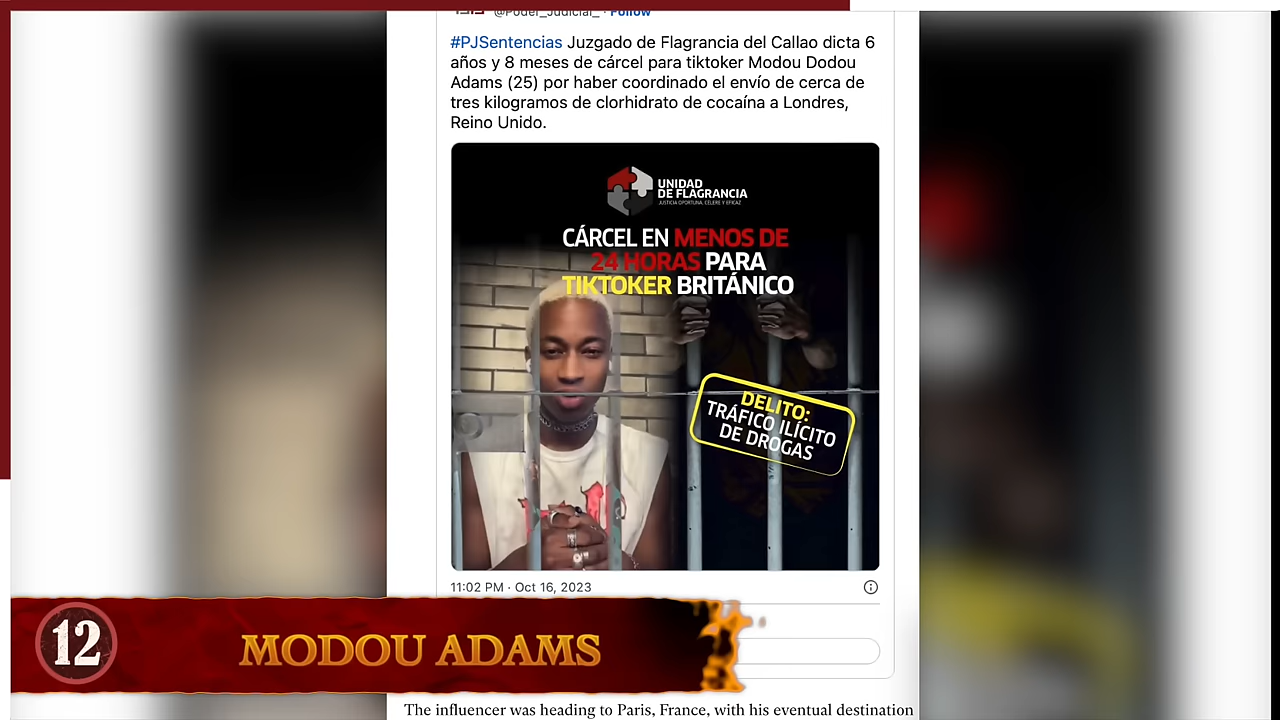 @Poder_Judicial_ · Follow
#PJSentencias Juzgado de Flagrancia del Callao dicta 6
años y 8 meses de cárcel para tiktoker Modou Dodou
Adams (25) por haber coordinado el envío de cerca de
tres kilogramos de clorhidrato de cocaína a Londres,
Reino Unido.
UNIDAD
DE FLAGRANCIA
JUSTICIA OPORTUNA, CÉLERE Y EFICAZ
CÁRCEL EN MENOS DE
24 HORAS PARA
TIKTOKER BRITÁNICO
DELITO:
TRÁFICO ILÍCITO
DE DROGAS
11:02 PM · Oct 16, 2023
12
MODOU ADAMS
The influencer was heading to Paris, France, with his eventual destination